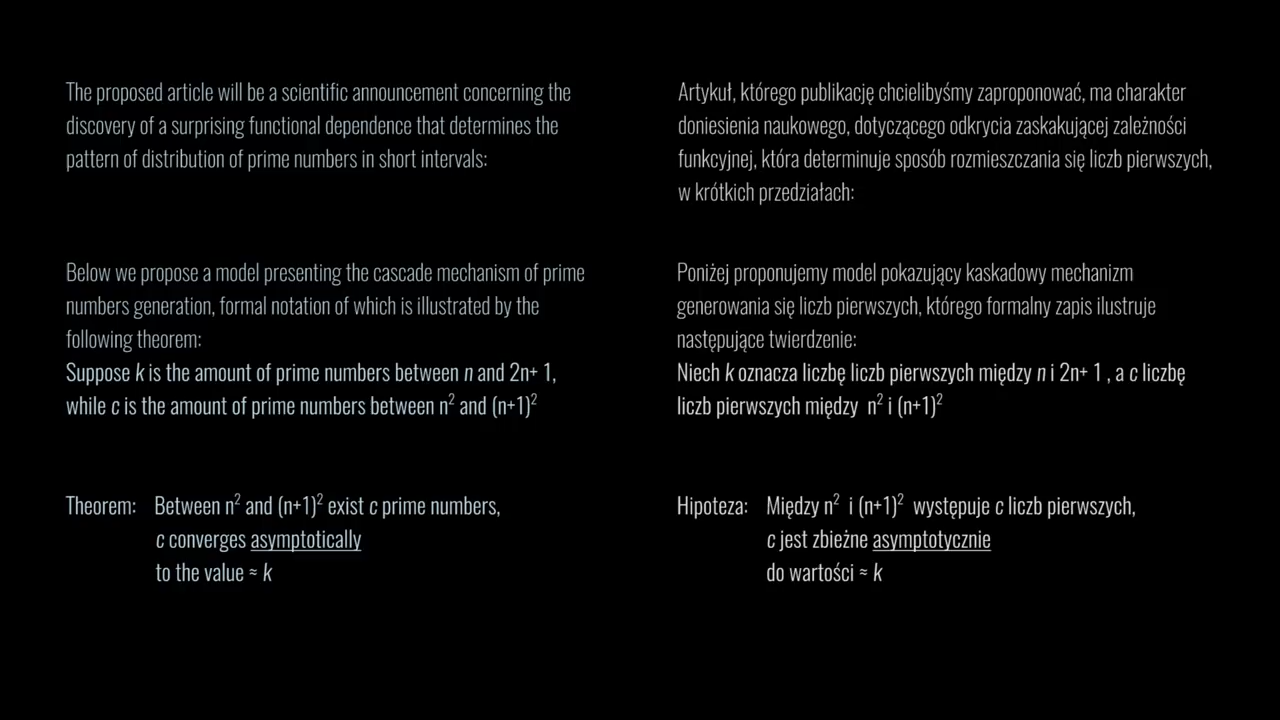 The proposed article will be a scientific announcement concerning the
discovery of a surprising functional dependence that determines the
pattern of distribution of prime numbers in short intervals:
Below we propose a model presenting the cascade mechanism of prime
numbers generation, formal notation of which is illustrated by the
following theorem:
Suppose k is the amount of prime numbers between n and 2n+ 1,
while c is the amount of prime numbers between n² and (n+1)²
Theorem: Between n² and (n+1)² exist c prime numbers,
c converges asymptotically
to the value ≈ k
Artykuł, którego publikację chcielibyśmy zaproponować, ma charakter
doniesienia naukowego, dotyczącego odkrycia zaskakującej zależności
funkcyjnej, która determinuje sposób rozmieszczania się liczb pierwszych,
w krótkich przedziałach:
Poniżej proponujemy model pokazujący kaskadowy mechanizm
generowania się liczb pierwszych, którego formalny zapis ilustruje
następujące twierdzenie:
Niech k oznacza liczbę liczb pierwszych między n i 2n+ 1 , a c liczbę
liczb pierwszych między n² i (n+1)²
Hipoteza: Między n² i (n+1)² występuje c liczb pierwszych,
c jest zbieżne asymptotycznie
do wartości ≈ k